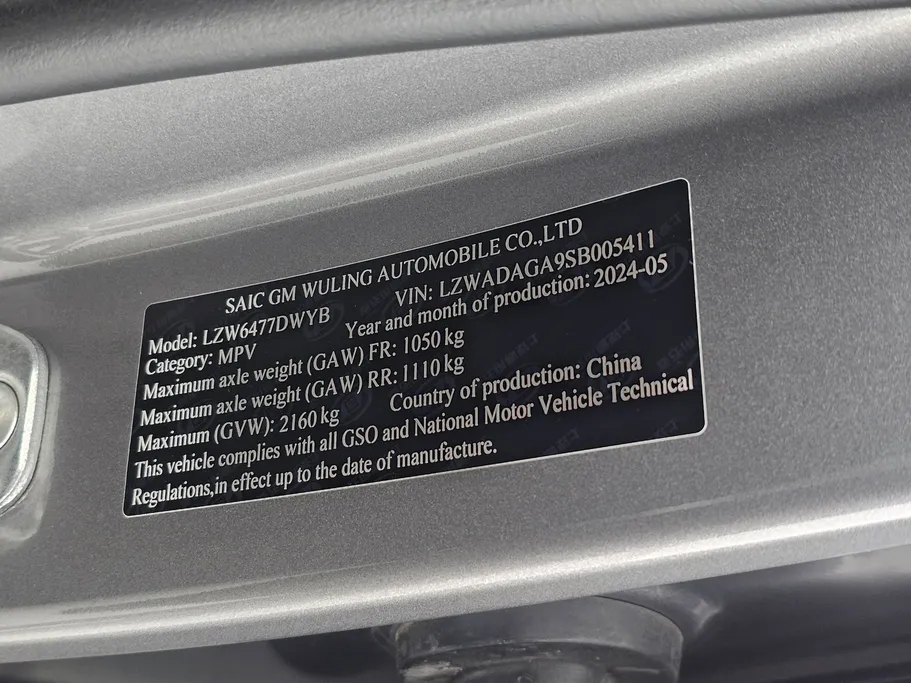 SAIC GM WULING AUTOMOBILE CO.,LTD
Model: LZW6477DWYB VIN: LZWADAGA9SB005411
Category: MPV Year and month of production: 2024-05
Maximum axle weight (GAW) FR: 1050 kg
Maximum axle weight (GAW) RR: 1110 kg
Maximum (GVW): 2160 kg Country of production: China
This vehicle complies with all GSO and National Motor Vehicle Technical
Regulations,in effect up to the date of manufacture.